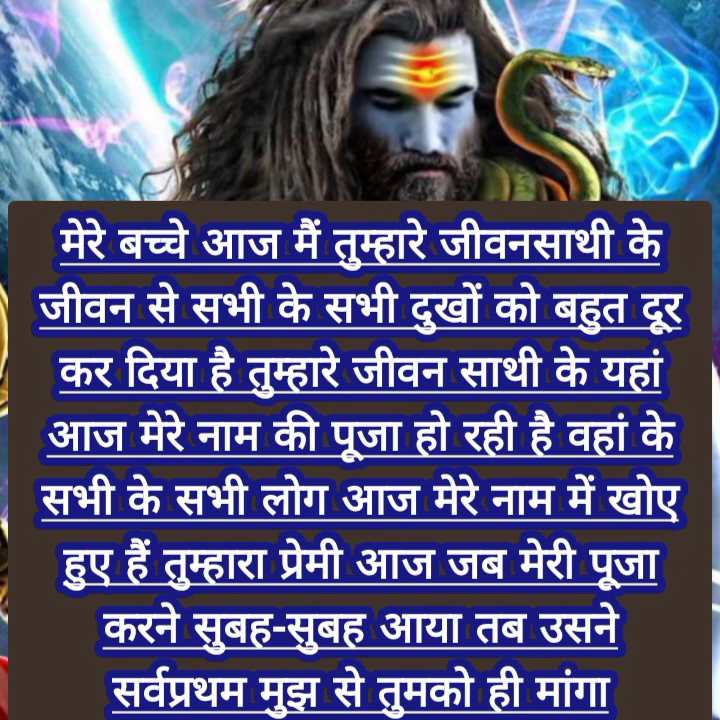 मेरे बच्चे आज मैं तुम्हारे जीवनसाथी के
जीवन से सभी के सभी दुखों को बहुत दूर
कर दिया है तुम्हारे जीवन साथी के यहां
आज मेरे नाम की पूजा हो रही है वहां के
सभी के सभी लोग आज मेरे नाम में खोए
हुए हैं तुम्हारा प्रेमी आज जब मेरी पूजा
करने सुबह-सुबह आया तब उसने
सर्वप्रथम मुझ से तुमको ही मांगा